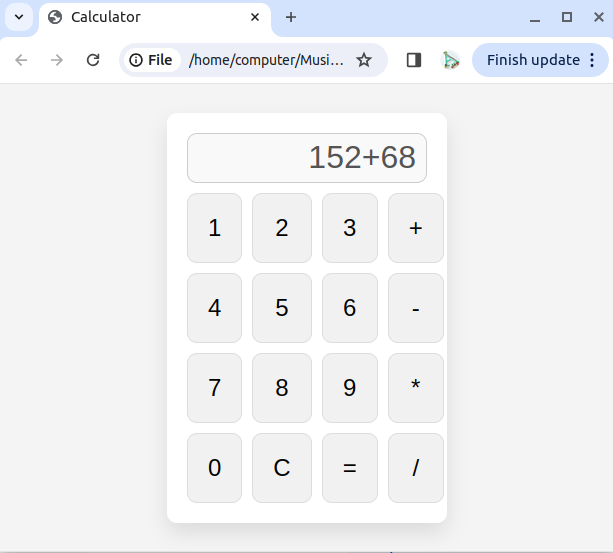 Calculator
File /home/computer/Musi... Finish update
152+68
1 2 3 +
4 5 6 -
7 8 9 *
0 C = /